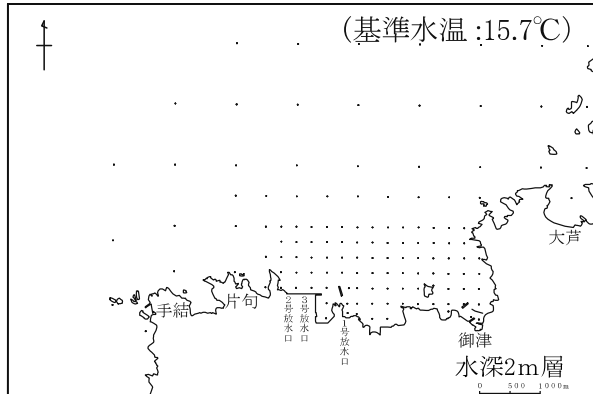 (基準水温:15.7℃)
大芦
片句
手結
2号放水口
3号放水口
1号放水口
御津
水深2m層
0 500 1000m